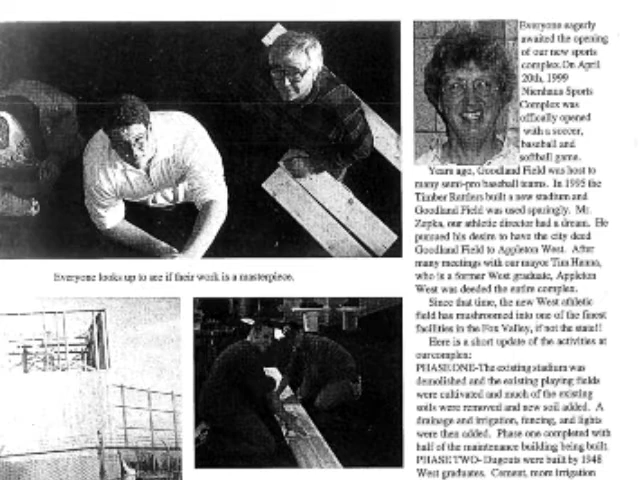 Everyone looks up to see if their work is a masterpiece.
Everyone eagerly
awaited the opening
of our new sports
complex. On April
20th, 1999
Nienhaus Sports
Complex was
offically opened
with a soccer,
baseball and
softball game.
Years ago, Goodland Field was host to
many semi-pro baseball teams. In 1995 the
Timber Rattlers built a new stadium and
Goodland Field was used sparingly. Mr.
Zepka, our athletic director had a dream. He
pursued his desire to have the city deed
Goodland Field to Appleton West. After
many meetings with our mayor Tim Hanna,
who is a former West graduate, Appleton
West was deeded the entire complex.
Since that time, the new West athletic
field has mushroomed into one of the finest
facilities in the Fox Valley, if not the state!!
Here is a short update of the activities at
our complex:
PHASE ONE-The existing stadium was
demolished and the existing playing fields
were cultivated and much of the existing
soils were removed and new soil added. A
drainage and irrigation, fencing, and lights
were then added. Phase one completed with
half of the maintenance building being built.
PHASE TWO- Dugouts were built by 1948
West graduates. Cement, more irrigation